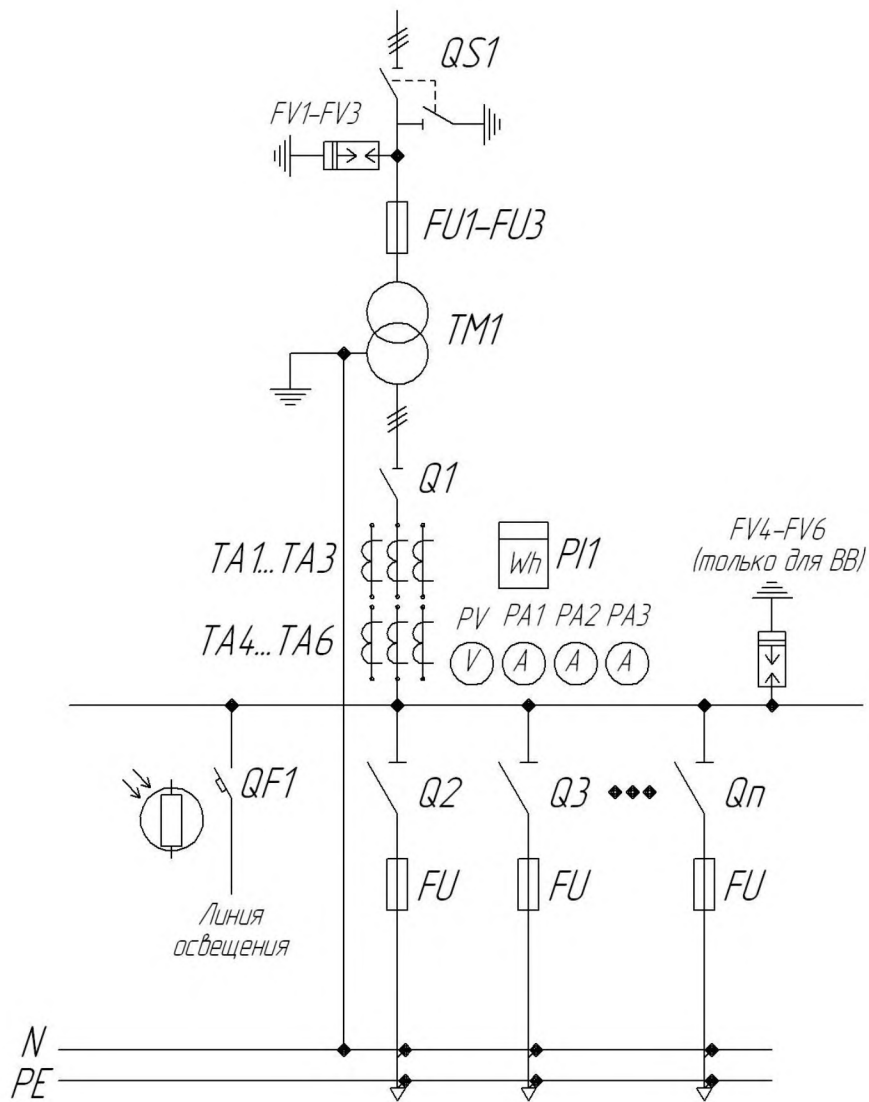 QS1
FV1-FV3
FU1-FU3
TM1
Q1
TA1...TA3
Wh
PI1
FV4-FV6
(только для ВВ)
TA4...TA6
PV
PA1
PA2
PA3
V
A
A
A
QF1
Q2
Q3
Qn
FU
FU
FU
Линия
освещения
N
PE